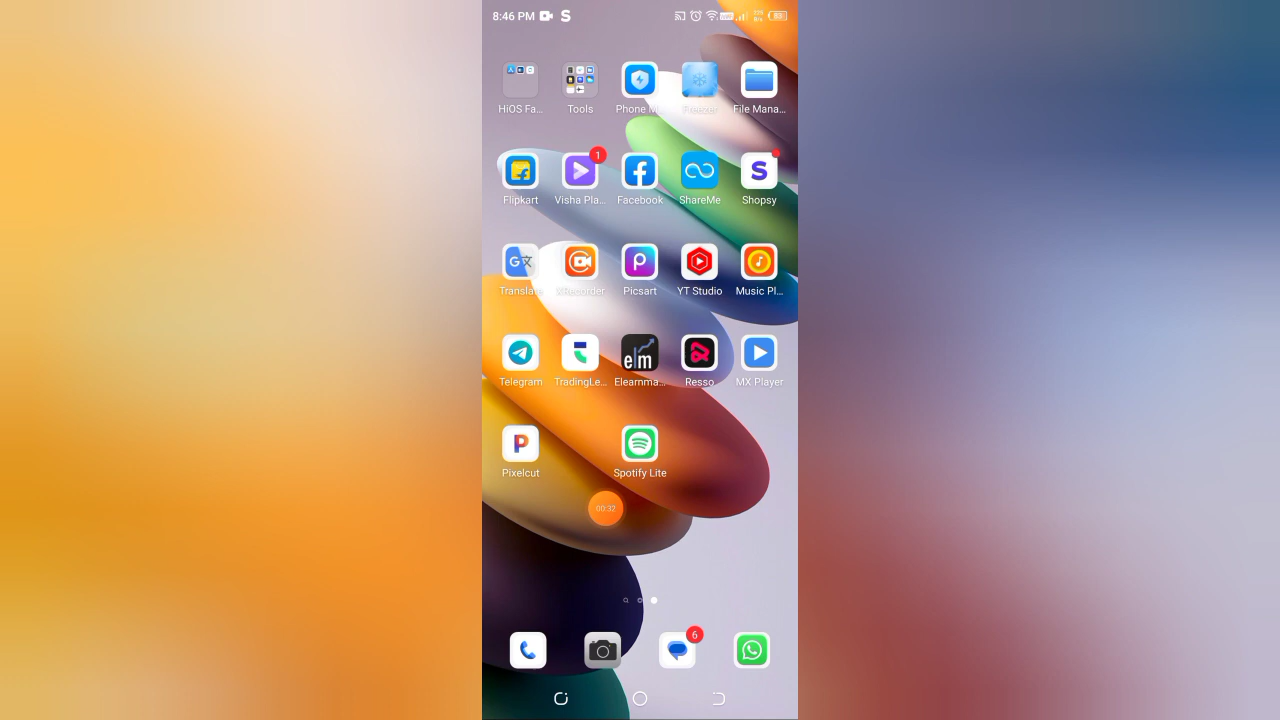 8:46 PM
HiOS Fa... Tools Phone M... Freezer File Mana...
1
Flipkart Visha Pla... Facebook ShareMe Shopsy
Translate XRecorder Picsart YT Studio Music Pl...
elm
Telegram TradingLe... Elearnma... Resso MX Player
Pixelcut Spotify Lite
00:32
6